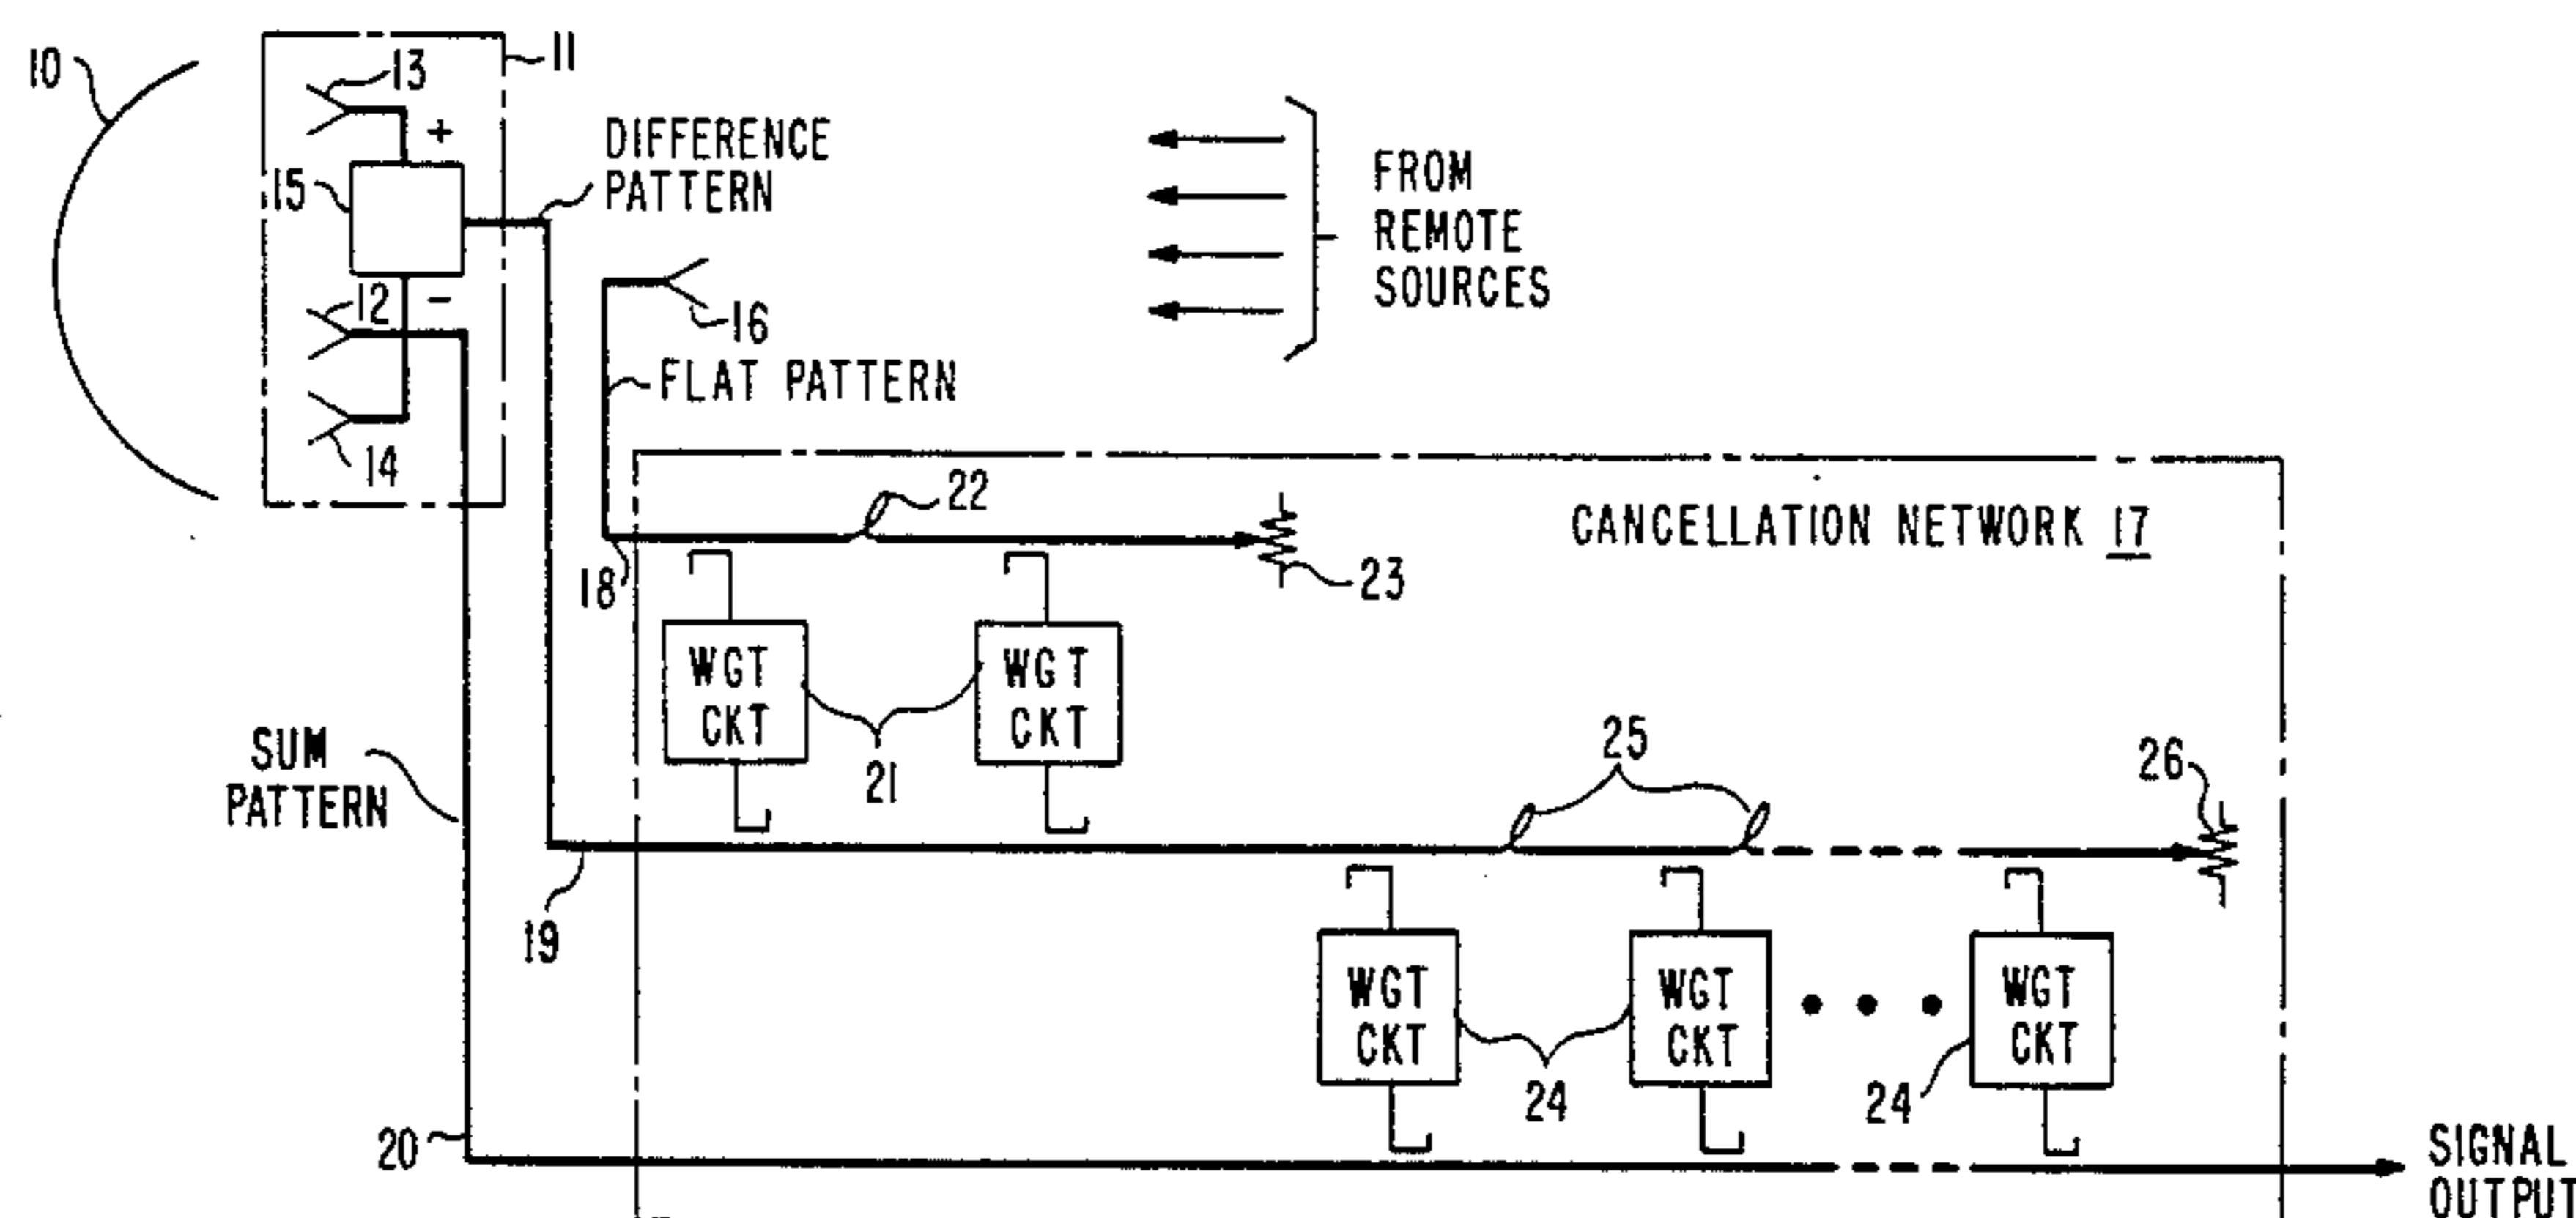 10
11
13
+
DIFFERENCE
PATTERN
15
12
-
16
14
FROM
REMOTE
SOURCES
FLAT PATTERN
22
CANCELLATION NETWORK 17
18
23
WGT
CKT
WGT
CKT
21
SUM
PATTERN
25
26
19
WGT
CKT
WGT
CKT
WGT
CKT
24
24
20
SIGNAL
OUTPUT